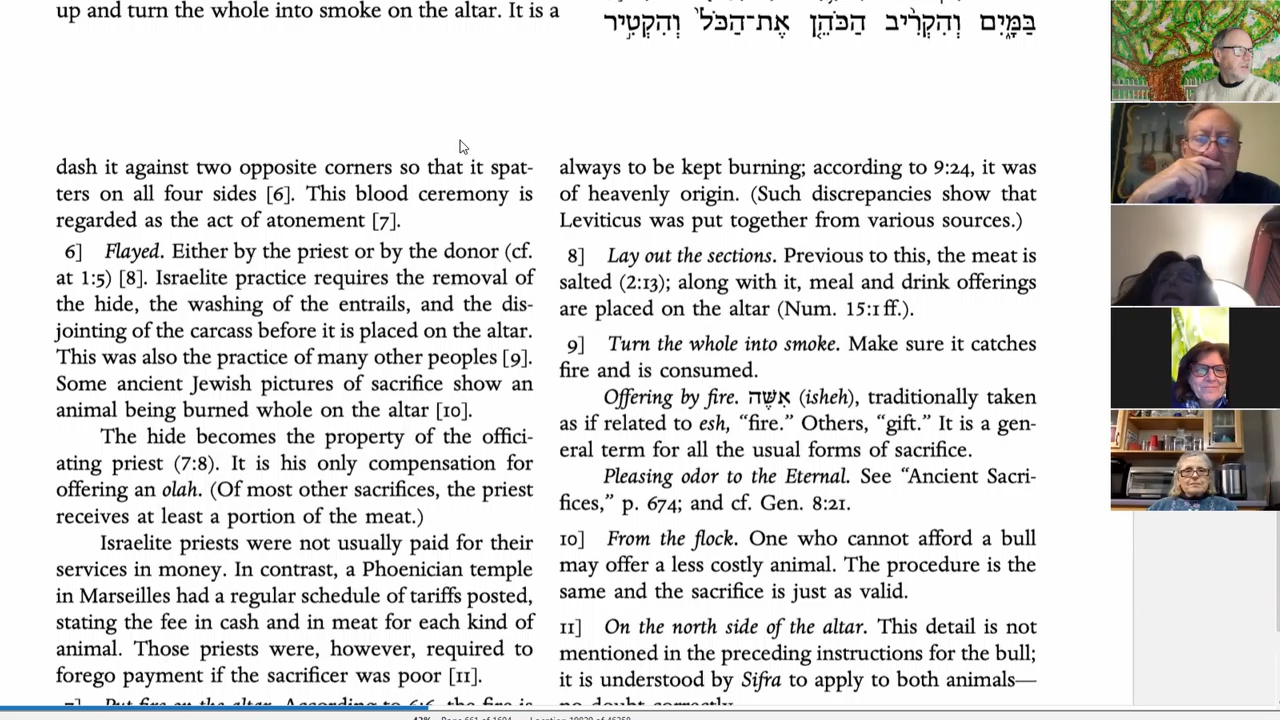 up and turn the whole into smoke on the altar. It is a
בַּמָּ֑יִם וְהִקְרִ֨יב הַכֹּהֵ֤ן אֶת־הַכֹּל֙ וְהִקְטִ֣יר
dash it against two opposite corners so that it spat-
ters on all four sides [6]. This blood ceremony is
regarded as the act of atonement [7].
6] Flayed. Either by the priest or by the donor (cf.
at 1:5) [8]. Israelite practice requires the removal of
the hide, the washing of the entrails, and the dis-
jointing of the carcass before it is placed on the altar.
This was also the practice of many other peoples [9].
Some ancient Jewish pictures of sacrifice show an
animal being burned whole on the altar [10].
The hide becomes the property of the offici-
ating priest (7:8). It is his only compensation for
offering an olah. (Of most other sacrifices, the priest
receives at least a portion of the meat.)
Israelite priests were not usually paid for their
services in money. In contrast, a Phoenician temple
in Marseilles had a regular schedule of tariffs posted,
stating the fee in cash and in meat for each kind of
animal. Those priests were, however, required to
forego payment if the sacrificer was poor [11].
7] Put fire on the altar. According to 6:6, the fire is
always to be kept burning; according to 9:24, it was
of heavenly origin. (Such discrepancies show that
Leviticus was put together from various sources.)
8] Lay out the sections. Previous to this, the meat is
salted (2:13); along with it, meal and drink offerings
are placed on the altar (Num. 15:1 ff.).
9] Turn the whole into smoke. Make sure it catches
fire and is consumed.
Offering by fire. אִשֶּׁה (isheh), traditionally taken
as if related to esh, “fire.” Others, “gift.” It is a gen-
eral term for all the usual forms of sacrifice.
Pleasing odor to the Eternal. See “Ancient Sacri-
fices,” p. 674; and cf. Gen. 8:21.
10] From the flock. One who cannot afford a bull
may offer a less costly animal. The procedure is the
same and the sacrifice is just as valid.
11] On the north side of the altar. This detail is not
mentioned in the preceding instructions for the bull;
it is understood by Sifra to apply to both animals—
no doubt correctly.